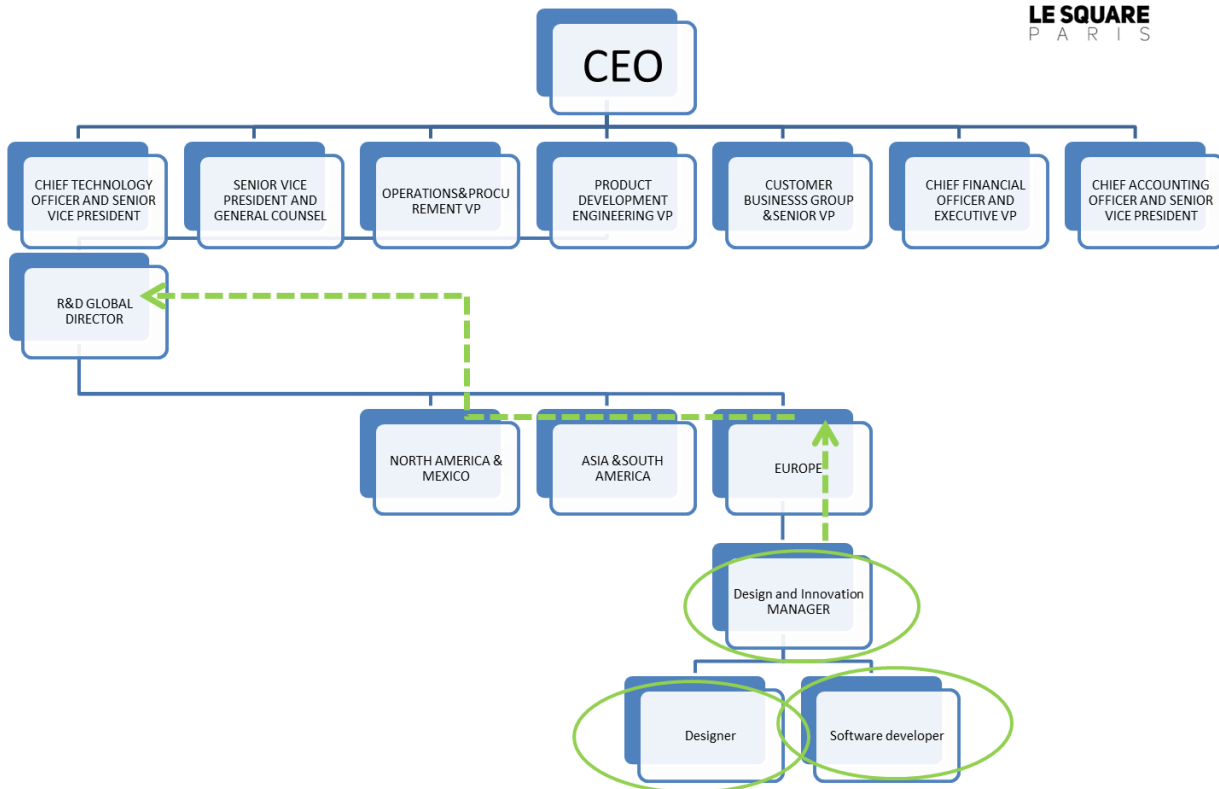 LE SQUARE
PARIS
CEO
CHIEF TECHNOLOGY
OFFICER AND SENIOR
VICE PRESIDENT
SENIOR VICE
PRESIDENT AND
GENERAL COUNSEL
OPERATIONS&PROCU
REMENT VP
PRODUCT
DEVELOPMENT
ENGINEERING VP
CUSTOMER
BUSINESSS GROUP
&SENIOR VP
CHIEF FINANCIAL
OFFICER AND
EXECUTIVE VP
CHIEF ACCOUNTING
OFFICER AND SENIOR
VICE PRESIDENT
R&D GLOBAL
DIRECTOR
NORTH AMERICA &
MEXICO
ASIA &SOUTH
AMERICA
EUROPE
Design and Innovation
MANAGER
Designer
Software developer